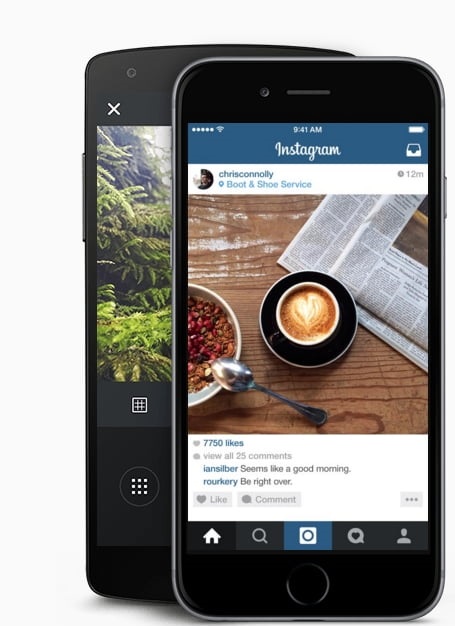 9:41 AM
Instagram
chrisconnolly
12m
Boot & Shoe Service
7750 likes
view all 25 comments
iansilber Seems like a good morning.
rourkery Be right over.
Like
Comment